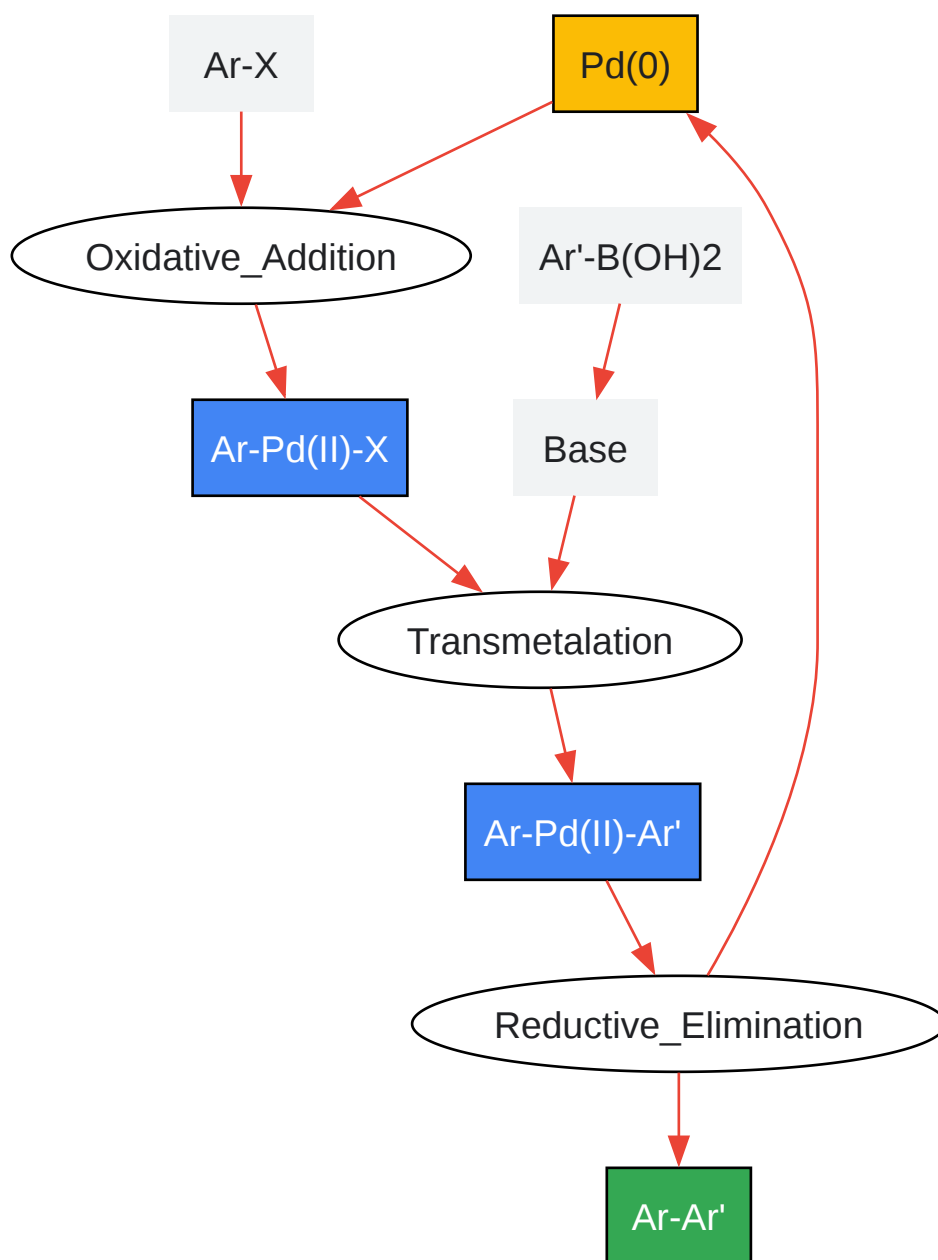 Ar-X
Pd(0)
Oxidative_Addition
Ar'-B(OH)2
Ar-Pd(II)-X
Base
Transmetalation
Ar-Pd(II)-Ar'
Reductive_Elimination
Ar-Ar'